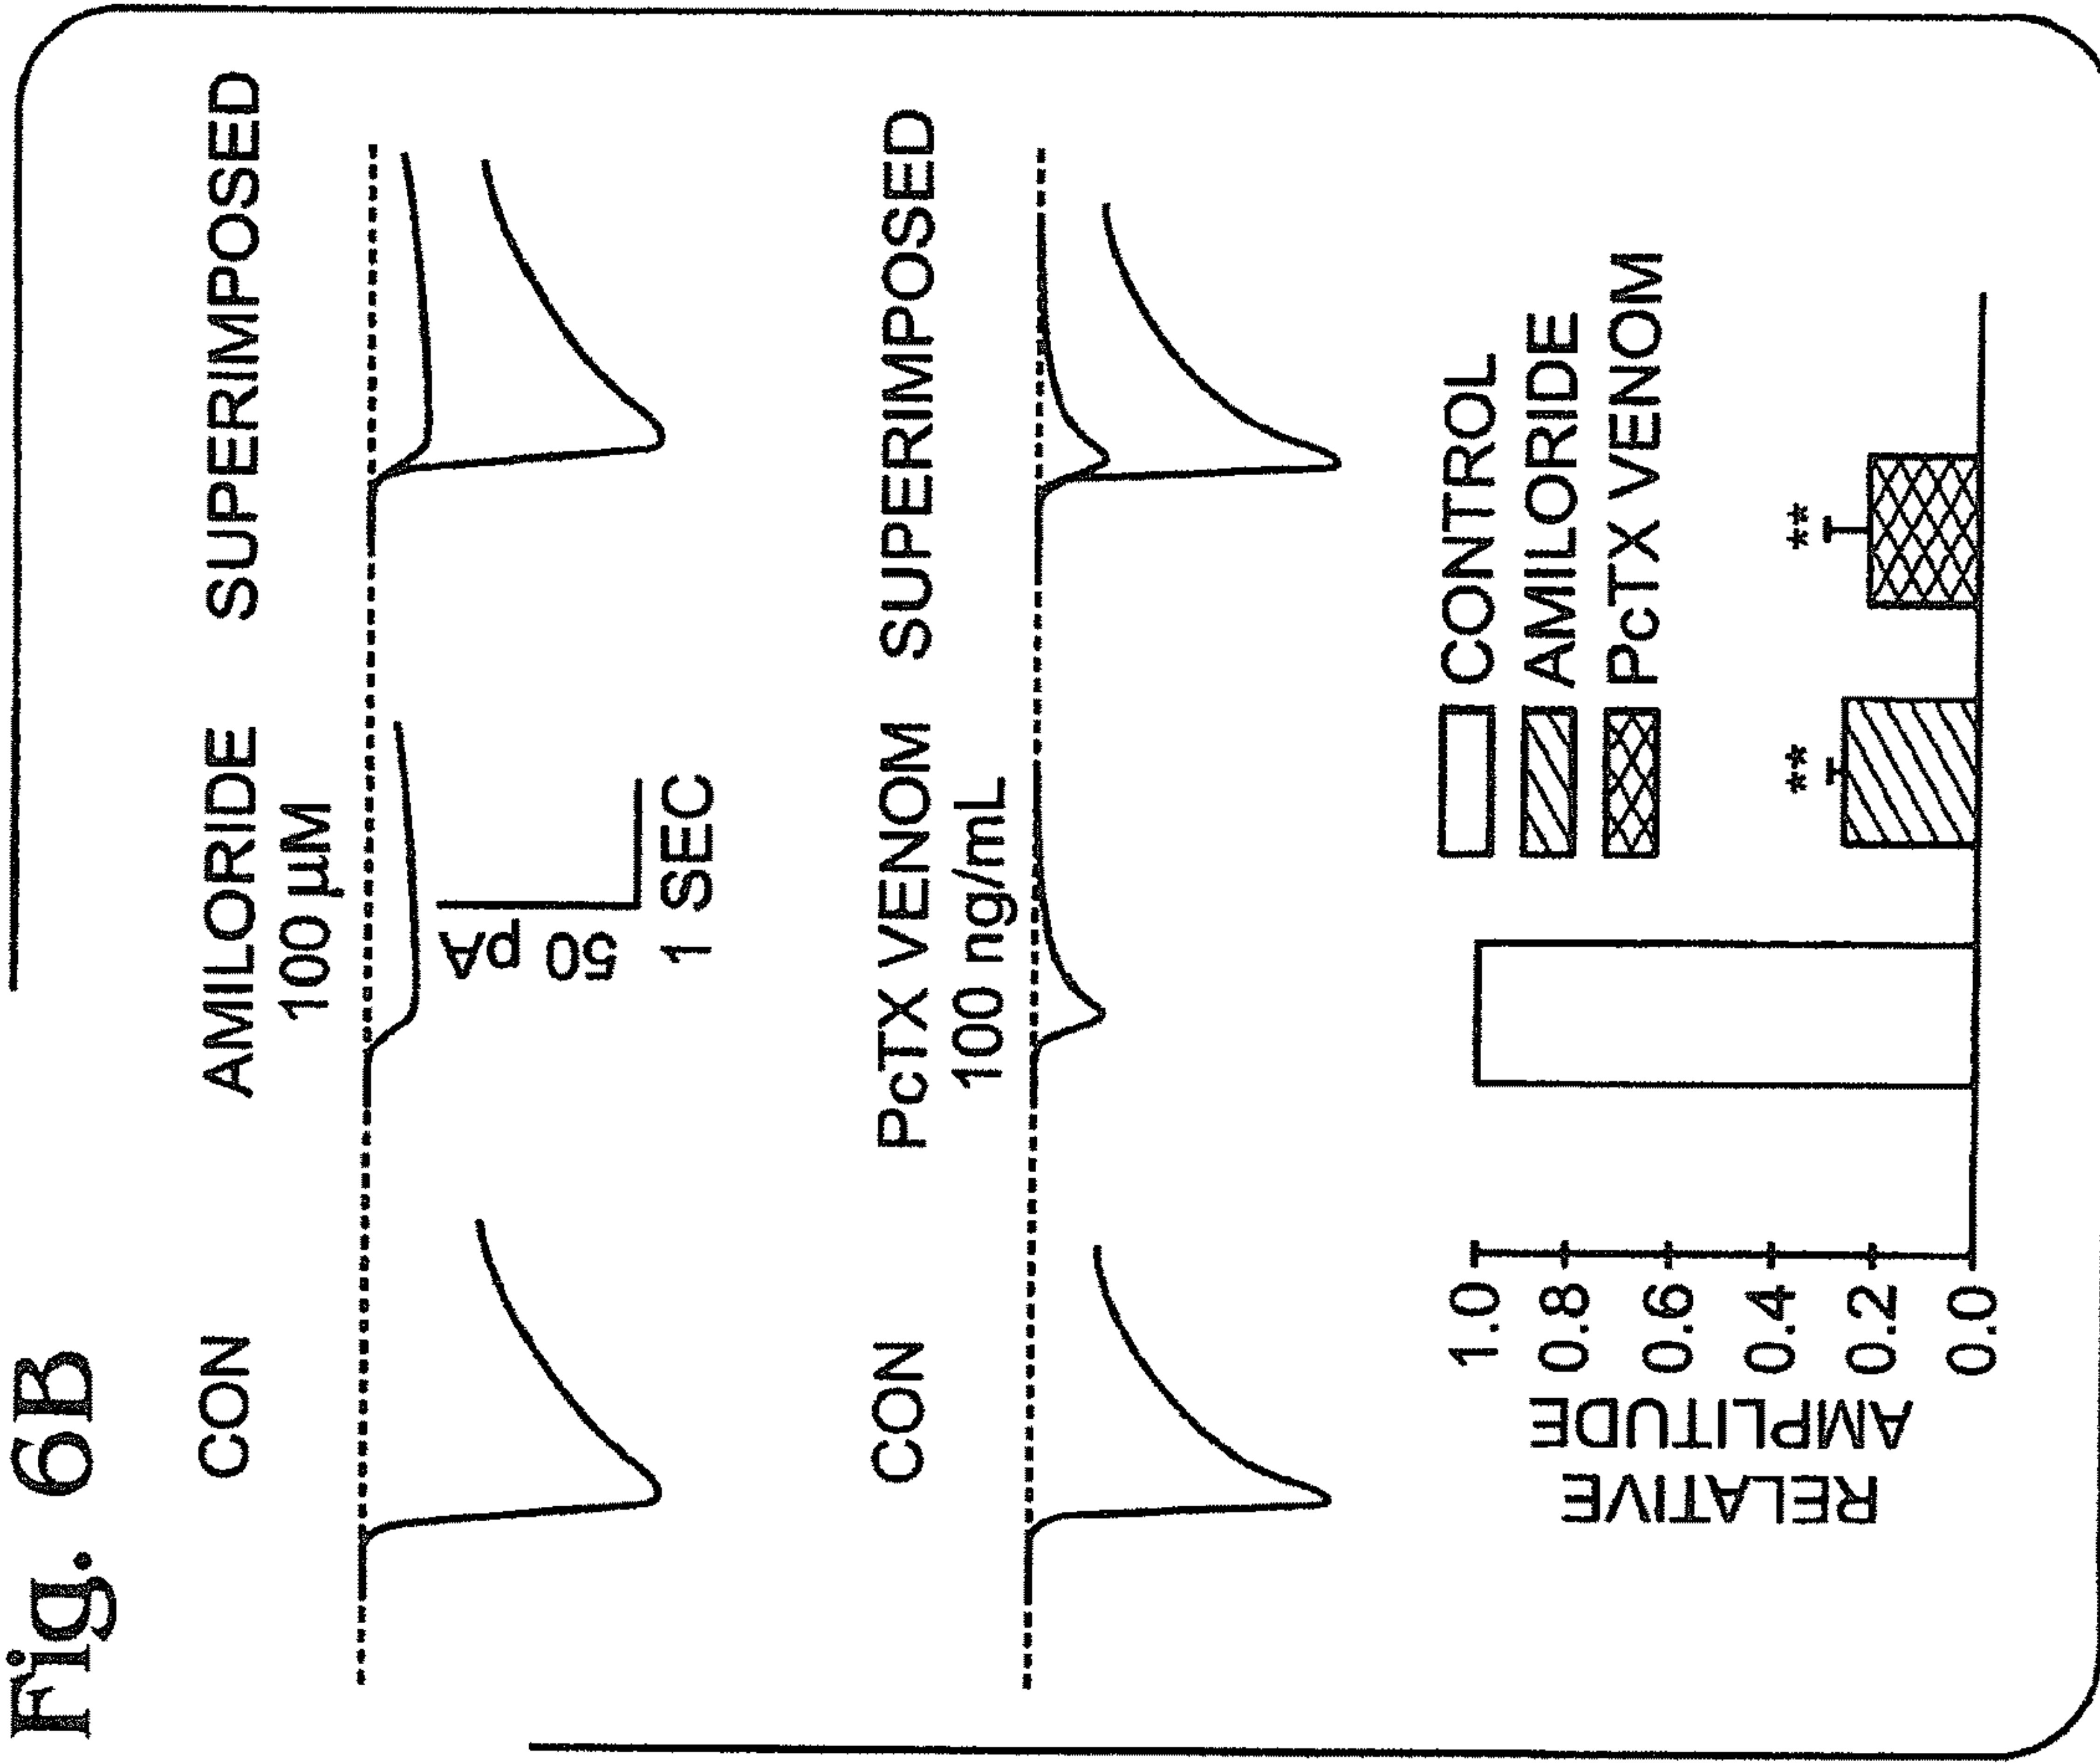 Fig. 6B
CON
AMILORIDE
100 µM
SUPERIMPOSED
50 pA
1 SEC
CON
PcTX VENOM
100 ng/mL
SUPERIMPOSED
CONTROL
AMILORIDE
PcTX VENOM
RELATIVE
AMPLITUDE
1.0
0.8
0.6
0.4
0.2
0.0
**
**